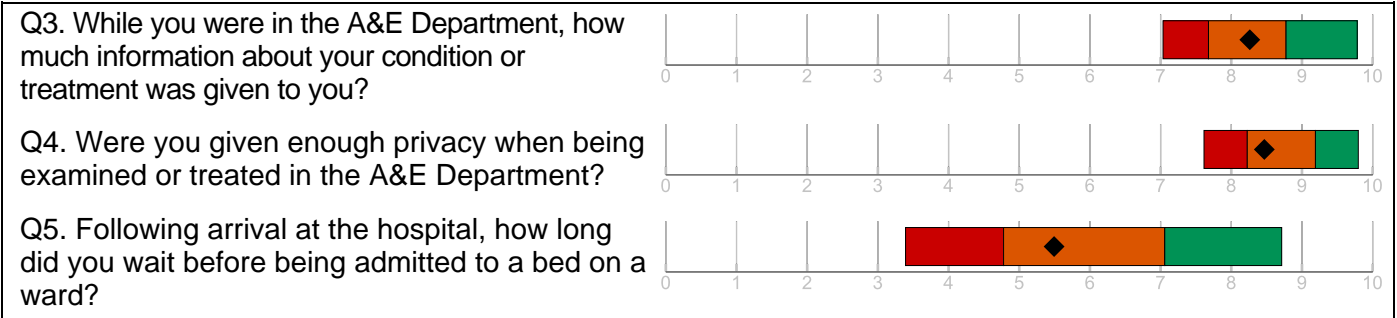 Q3. While you were in the A&E Department, how
much information about your condition or
treatment was given to you?
0 1 2 3 4 5 6 7 8 9 10
Q4. Were you given enough privacy when being
examined or treated in the A&E Department?
0 1 2 3 4 5 6 7 8 9 10
Q5. Following arrival at the hospital, how long
did you wait before being admitted to a bed on a
ward?
0 1 2 3 4 5 6 7 8 9 10